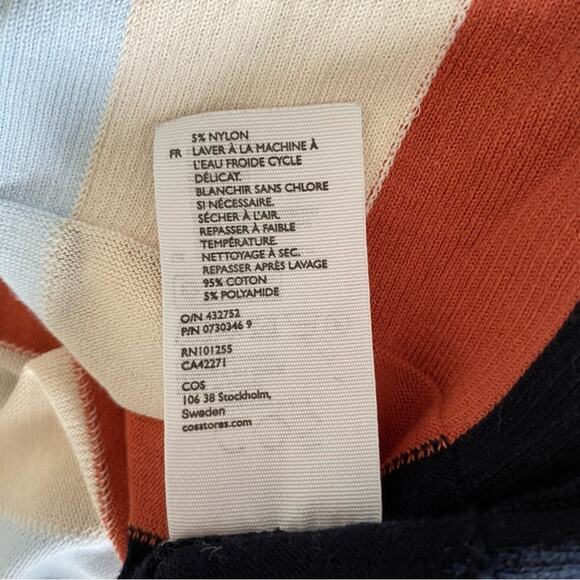 5% NYLON
FR LAVER À LA MACHINE À
L'EAU FROIDE CYCLE
DÉLICAT.
BLANCHIR SANS CHLORE
SI NÉCESSAIRE.
SÉCHER À L'AIR.
REPASSER À FAIBLE
TEMPÉRATURE.
NETTOYAGE À SEC.
REPASSER APRÈS LAVAGE
95% COTON
5% POLYAMIDE
O/N 432752
P/N 0730346 9
RN101255
CA42271
COS
106 38 Stockholm,
Sweden
cosstores.com